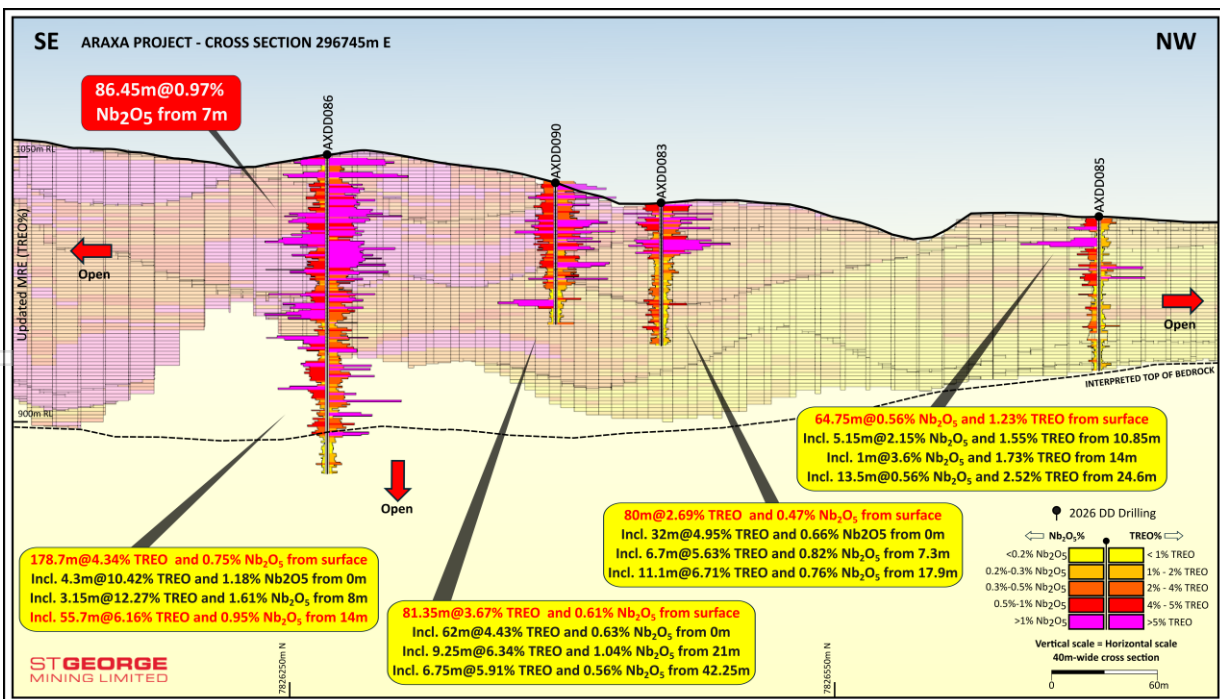 SE ARAXA PROJECT - CROSS SECTION 296745m E NW
86.45m@0.97%
Nb₂O₅ from 7m
AXDD086
AXDD090
AXDD083
AXDD085
1050m RL
Updated MRE (TREO%)
Open
Open
INTERPRETED TOP OF BEDROCK
900m RL
Open
64.75m@0.56% Nb₂O₅ and 1.23% TREO from surface
Incl. 5.15m@2.15% Nb₂O₅ and 1.55% TREO from 10.85m
Incl. 1m@3.6% Nb₂O₅ and 1.73% TREO from 14m
Incl. 13.5m@0.56% Nb₂O₅ and 2.52% TREO from 24.6m
80m@2.69% TREO and 0.47% Nb₂O₅ from surface
Incl. 32m@4.95% TREO and 0.66% Nb2O5 from 0m
Incl. 6.7m@5.63% TREO and 0.82% Nb₂O₅ from 7.3m
Incl. 11.1m@6.71% TREO and 0.76% Nb₂O₅ from 17.9m
178.7m@4.34% TREO and 0.75% Nb₂O₅ from surface
Incl. 4.3m@10.42% TREO and 1.18% Nb2O5 from 0m
Incl. 3.15m@12.27% TREO and 1.61% Nb₂O₅ from 8m
Incl. 55.7m@6.16% TREO and 0.95% Nb₂O₅ from 14m
81.35m@3.67% TREO and 0.61% Nb₂O₅ from surface
Incl. 62m@4.43% TREO and 0.63% Nb₂O₅ from 0m
Incl. 9.25m@6.34% TREO and 1.04% Nb₂O₅ from 21m
Incl. 6.75m@5.91% TREO and 0.56% Nb₂O₅ from 42.25m
2026 DD Drilling
Nb₂O₅% TREO%
<0.2% Nb₂O₅ < 1% TREO
0.2%-0.3% Nb₂O₅ 1% - 2% TREO
0.3%-0.5% Nb₂O₅ 2% - 4% TREO
0.5%-1% Nb₂O₅ 4% - 5% TREO
>1% Nb₂O₅ >5% TREO
Vertical scale = Horizontal scale
40m-wide cross section
0 60m
ST GEORGE
MINING LIMITED
7826250m N
7826550m N